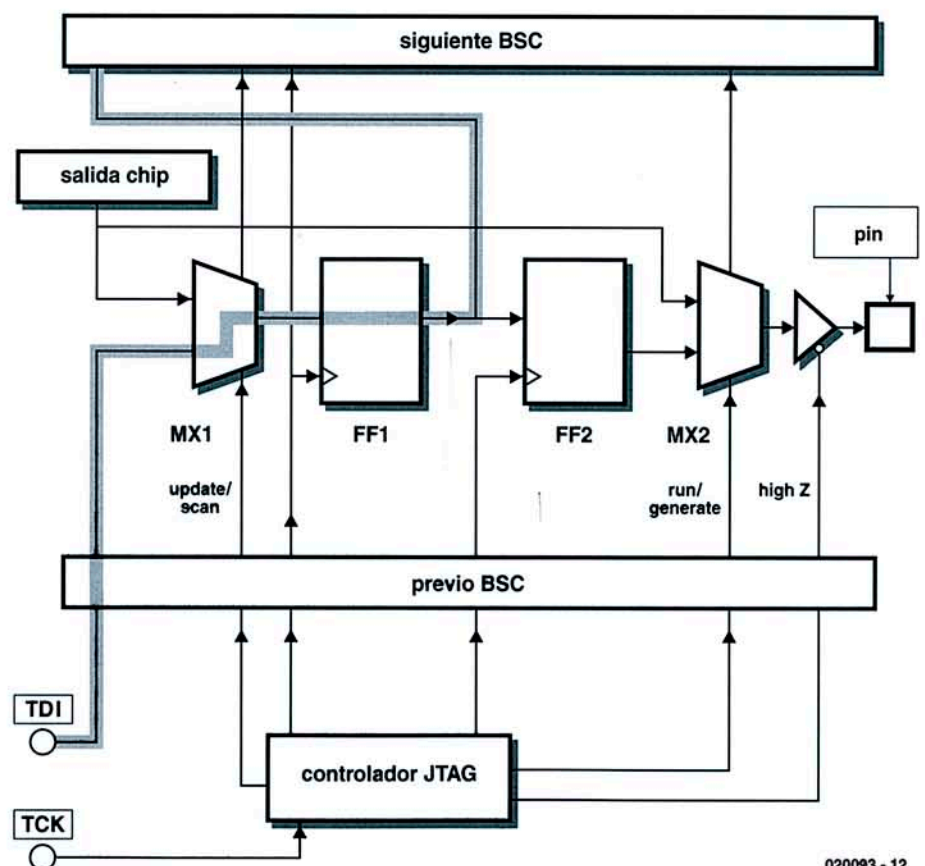 siguiente BSC
salida chip
pin
MX1
FF1
FF2
MX2
update/
scan
run/
generate
high Z
previo BSC
TDI
controlador JTAG
TCK
020093 - 12